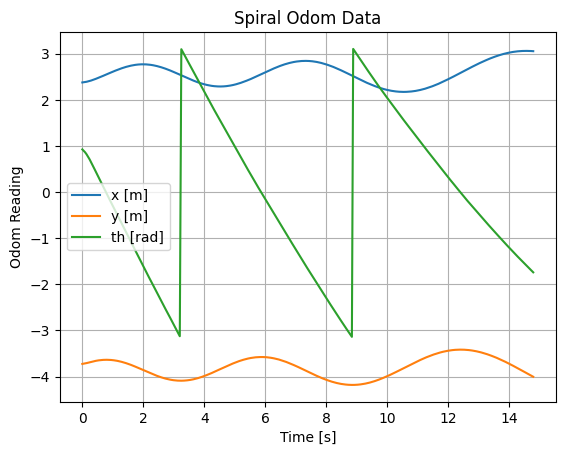 Spiral Odom Data
Odom Reading
3
2
1
0
−1
−2
−3
−4
x [m]
y [m]
th [rad]
0 2 4 6 8 10 12 14
Time [s]